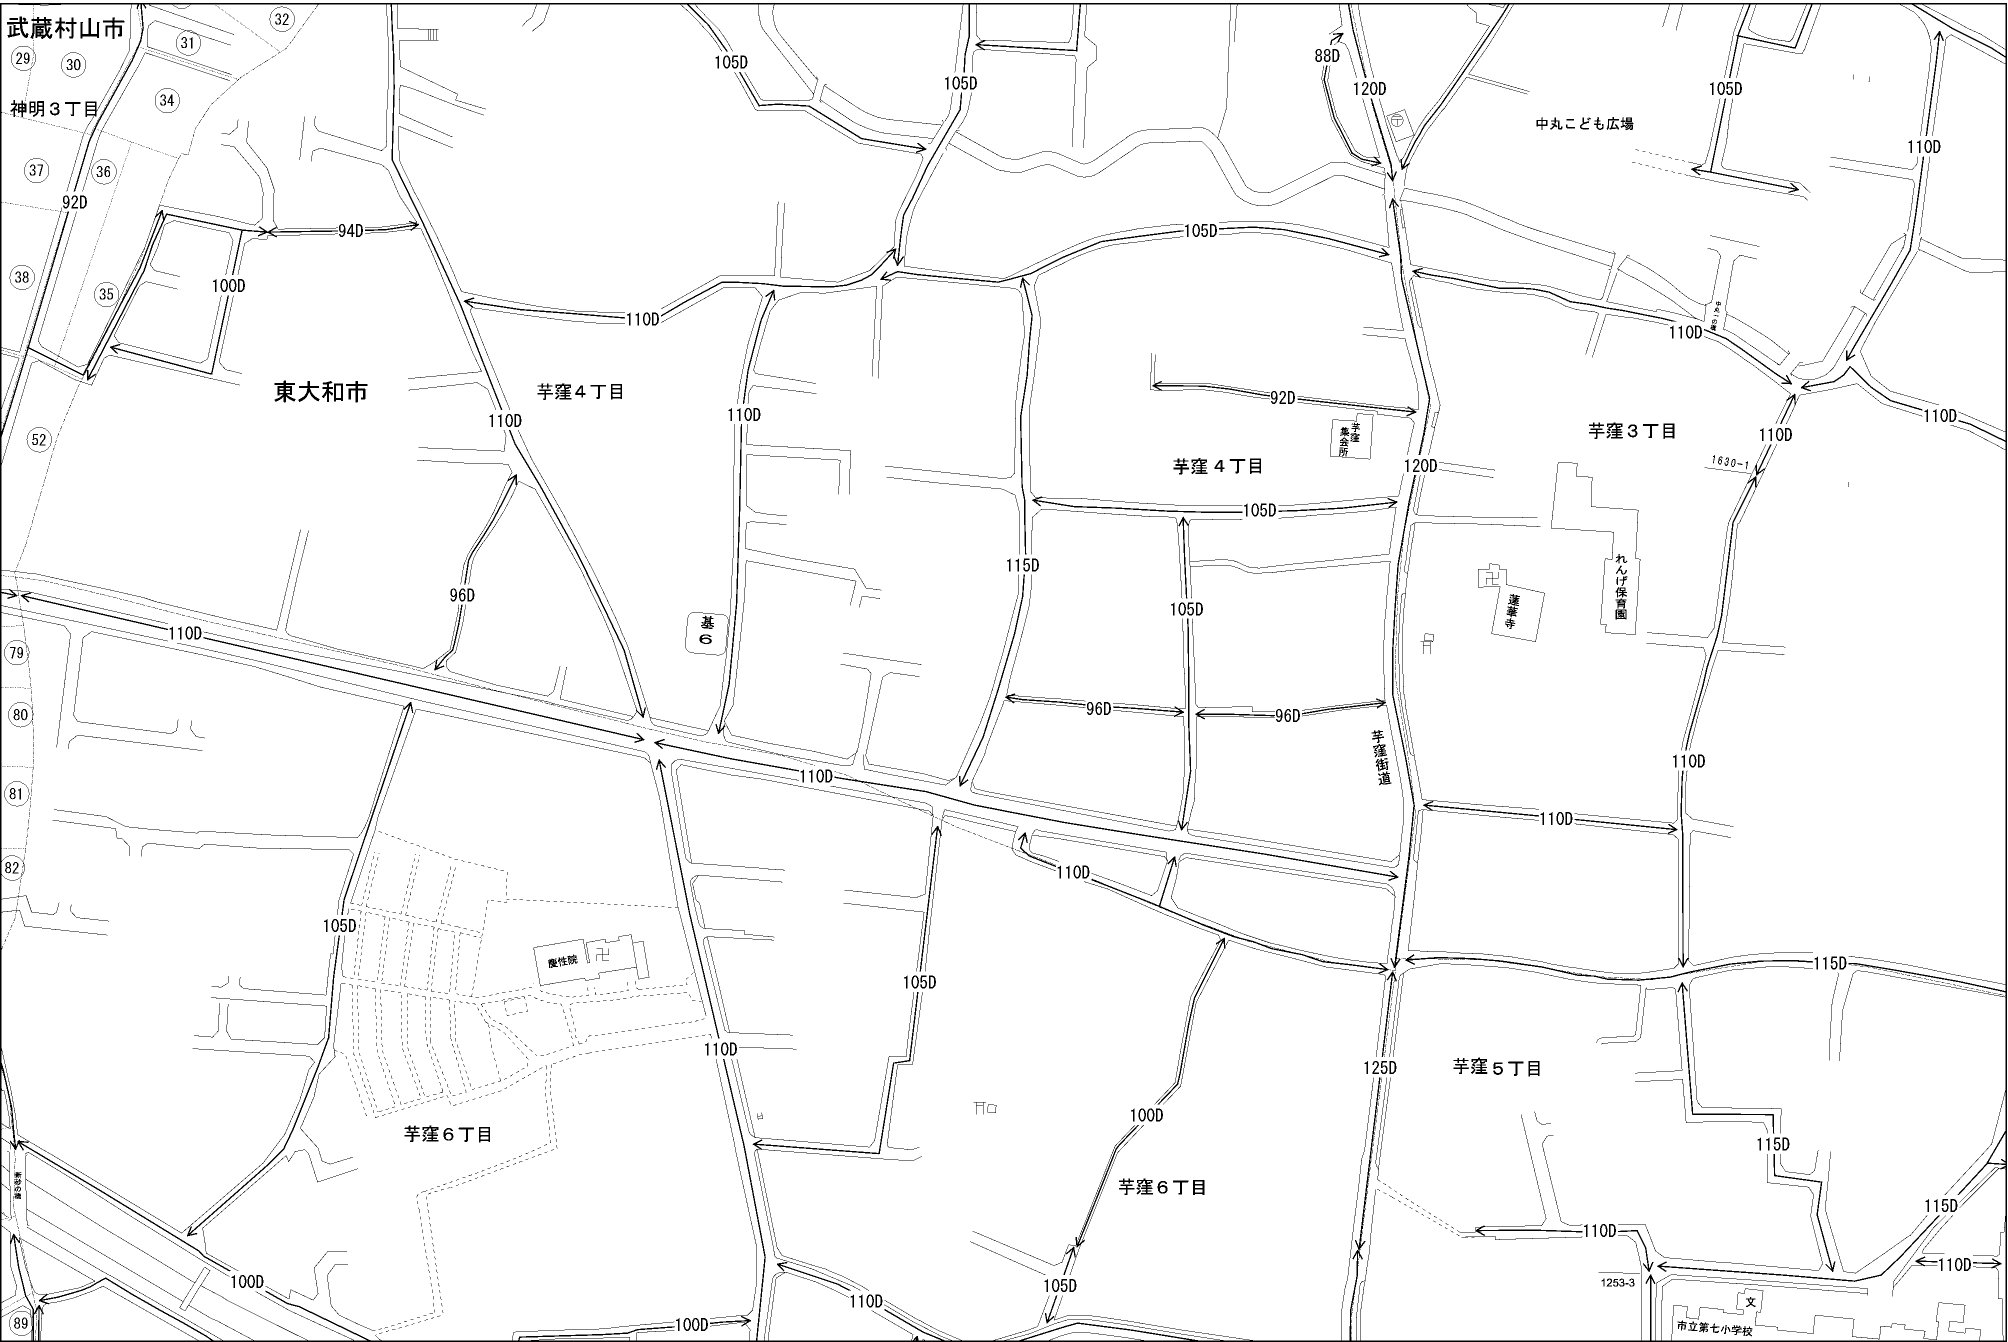 武蔵村山市
32
31
29
30
34
神明３丁目
37
36
92D
38
35
94D
100D
52
105D
105D
88D
120D
105D
中丸こども広場
110D
105D
110D
110D
東大和市
芋窪４丁目
110D
110D
92D
芋窪
集会所
芋窪４丁目
120D
芋窪３丁目
110D
110D
1630-1
105D
115D
96D
105D
基
6
れんげ保育園
蓮華寺
110D
79
80
81
82
96D
96D
芋窪街道
110D
110D
110D
110D
105D
慶性院
105D
110D
115D
125D
芋窪５丁目
100D
芋窪６丁目
115D
芋窪６丁目
115D
110D
110D
100D
105D
110D
100D
1253-3
文
市立第七小学校
89